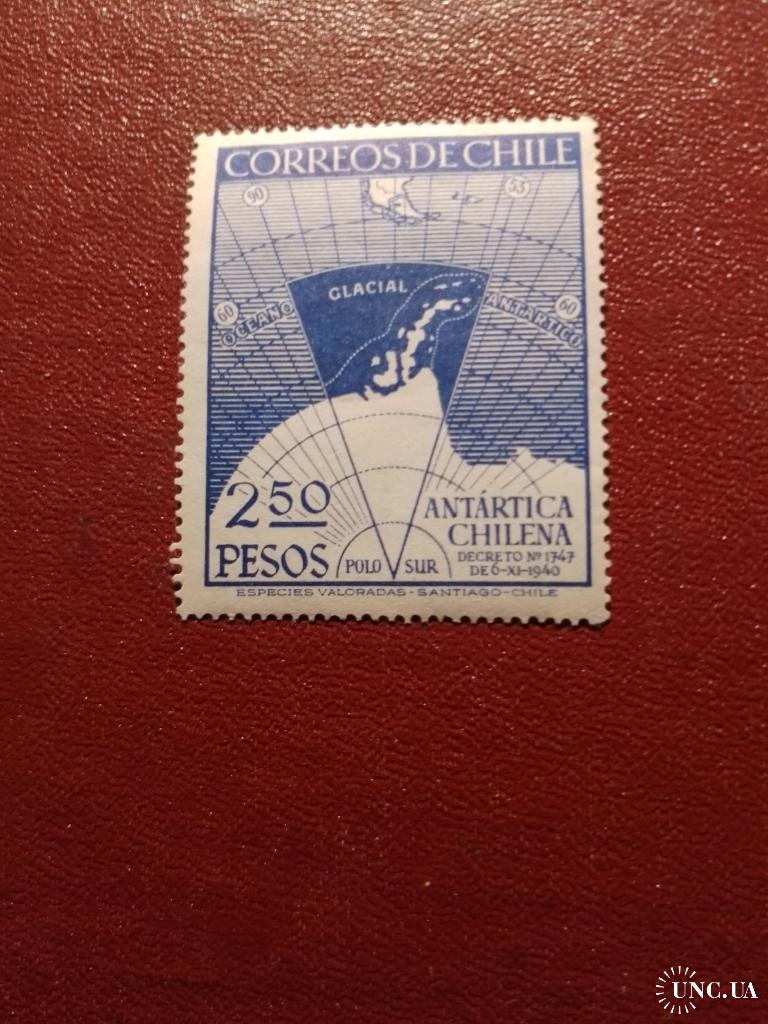 CORREOS DE CHILE
90
53
GLACIAL
60
OCEANO
ANTARTICO
60
2 50
PESOS
POLO SUR
ANTÁRTICA
CHILENA
DECRETO Nº 1747
DE 6-XI-1940
ESPECIES VALORADAS - SANTIAGO - CHILE
UNC.UA